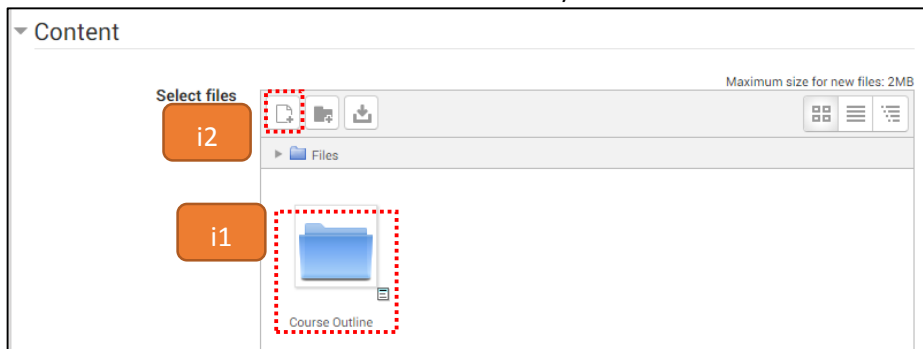 Content
Maximum size for new files: 2MB
Select files
i2
Files
i1
Course Outline